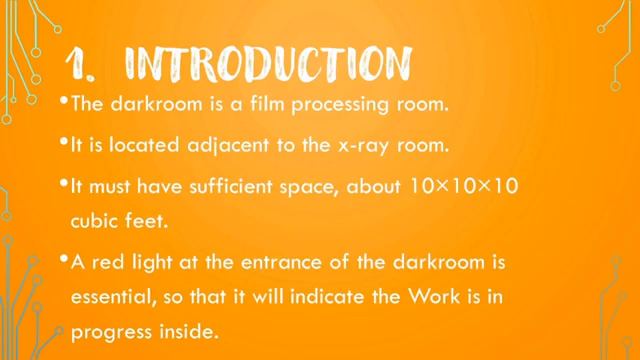 1. INTRODUCTION
•The darkroom is a film processing room.
•It is located adjacent to the x-ray room.
•It must have sufficient space, about 10×10×10
cubic feet.
•A red light at the entrance of the darkroom is
essential, so that it will indicate the Work is in
progress inside.